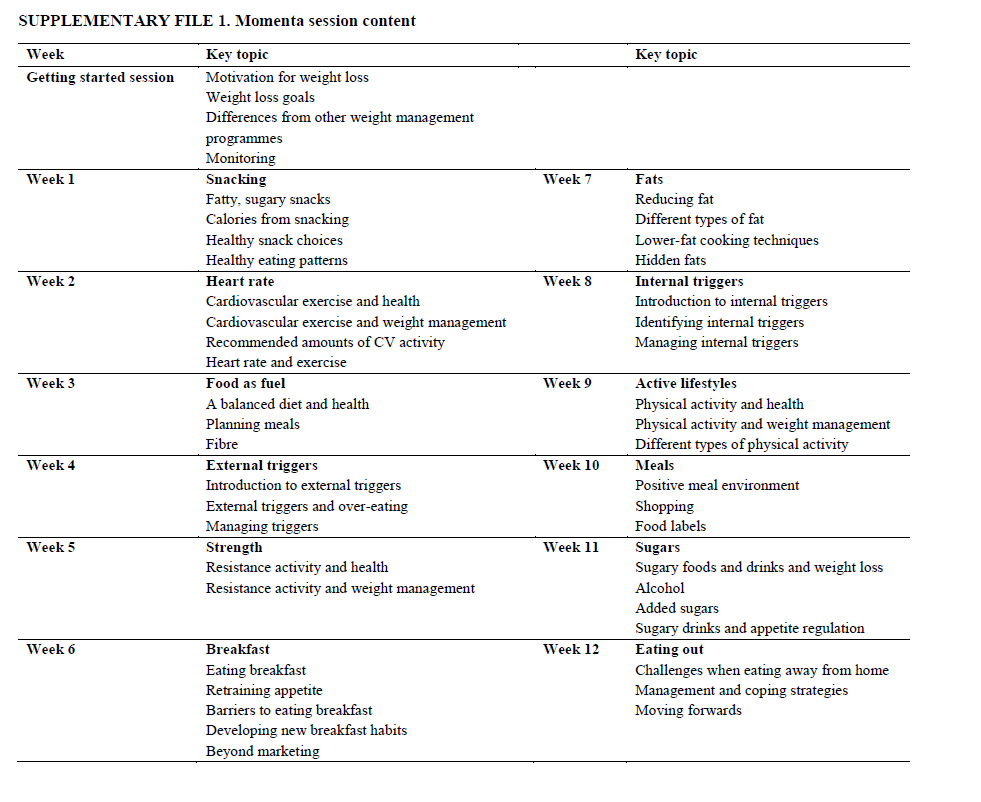 SUPPLEMENTARY FILE 1. Momenta session content
Week Key topic Key topic
Getting started session Motivation for weight loss
Weight loss goals
Differences from other weight management
programmes
Monitoring
Week 1 Snacking Week 7 Fats
Fatty, sugary snacks Reducing fat
Calories from snacking Different types of fat
Healthy snack choices Lower-fat cooking techniques
Healthy eating patterns Hidden fats
Week 2 Heart rate Week 8 Internal triggers
Cardiovascular exercise and health Introduction to internal triggers
Cardiovascular exercise and weight management Identifying internal triggers
Recommended amounts of CV activity Managing internal triggers
Heart rate and exercise
Week 3 Food as fuel Week 9 Active lifestyles
A balanced diet and health Physical activity and health
Planning meals Physical activity and weight management
Fibre Different types of physical activity
Week 4 External triggers Week 10 Meals
Introduction to external triggers Positive meal environment
External triggers and over-eating Shopping
Managing triggers Food labels
Week 5 Strength Week 11 Sugars
Resistance activity and health Sugary foods and drinks and weight loss
Resistance activity and weight management Alcohol
Added sugars
Sugary drinks and appetite regulation
Week 6 Breakfast Week 12 Eating out
Eating breakfast Challenges when eating away from home
Retraining appetite Management and coping strategies
Barriers to eating breakfast Moving forwards
Developing new breakfast habits
Beyond marketing